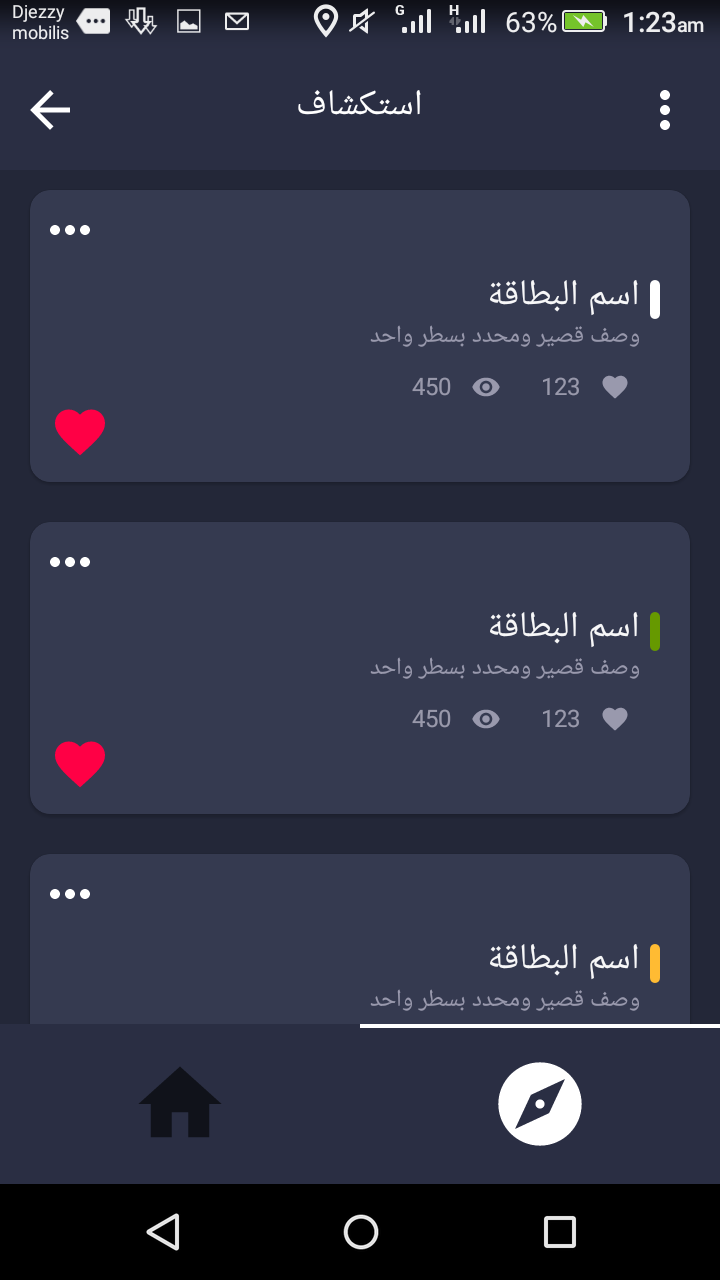 Djezzy
mobilis
G
H
63%
1:23am
استكشاف
اسم البطاقة
وصف قصير ومحدد بسطر واحد
123
450
اسم البطاقة
وصف قصير ومحدد بسطر واحد
123
450
اسم البطاقة
وصف قصير ومحدد بسطر واحد